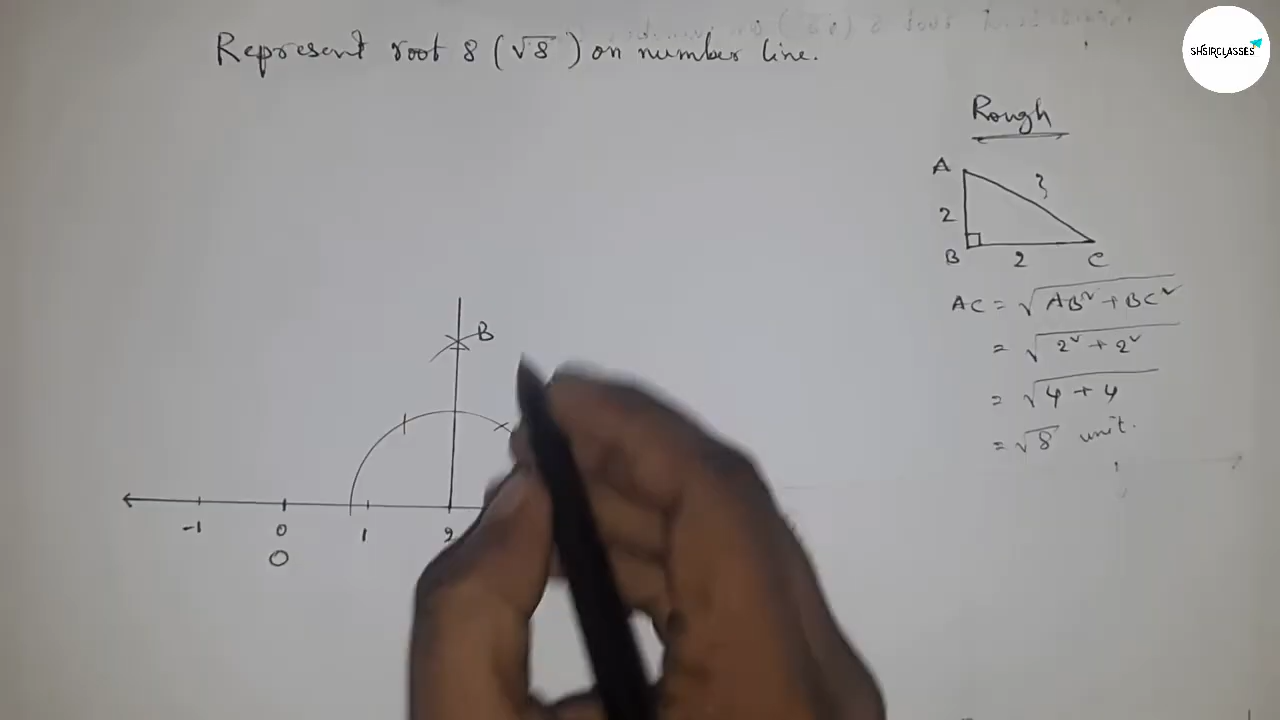 Represent root 8 (√8) on number line.
SHSIRCLASSES
Rough
A
3
2
B
2
C
AC = √AB² + BC²
= √2² + 2²
= √4 + 4
= √8 unit.
B
-1 0 1 2
O